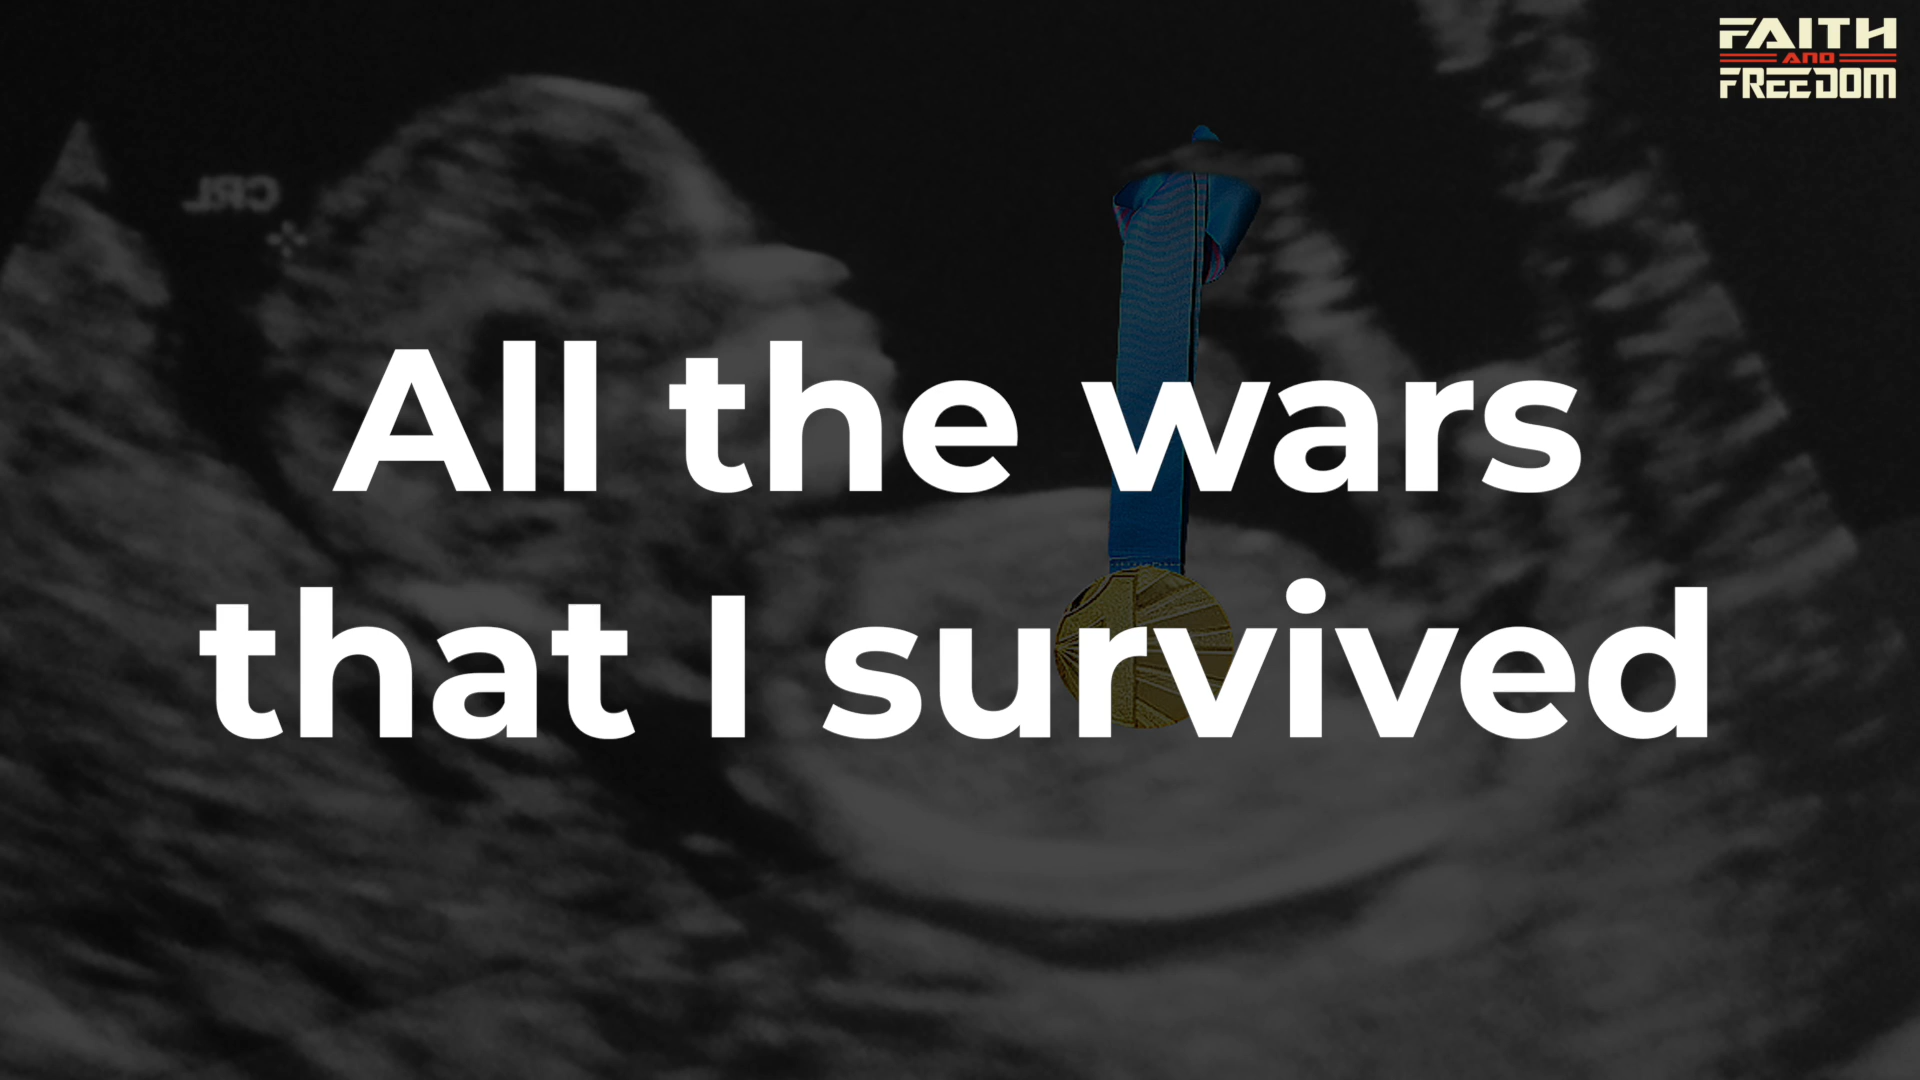 FAITH
AND
FREEDOM
CRL
All the wars
that I survived